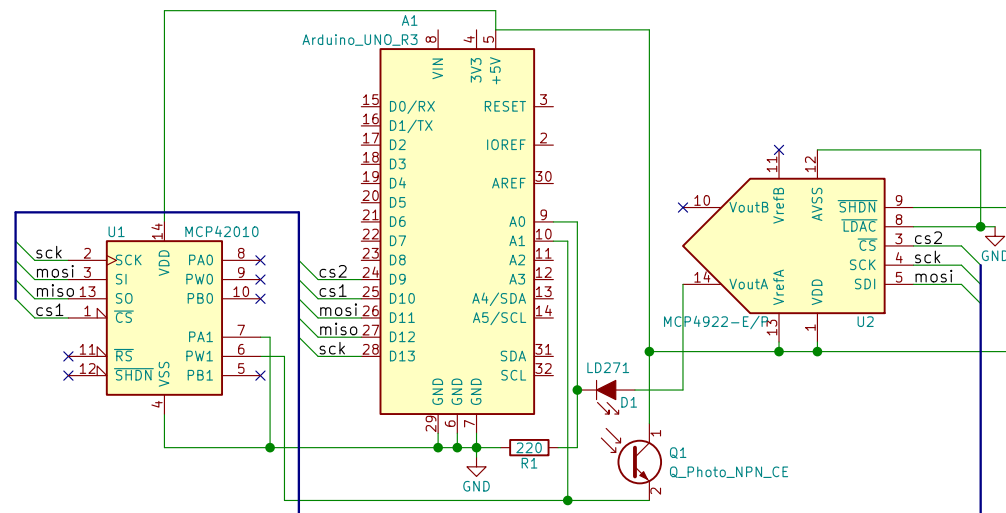 A1
Arduino_UNO_R3
8
4
5
VIN
3V3
+5V
15 D0/RX
16 D1/TX
17 D2
18 D3
19 D4
20 D5
21 D6
22 D7
23 D8
24 D9
25 D10
26 D11
27 D12
28 D13
RESET 3
IOREF 2
AREF 30
A0 9
A1 10
A2 11
A3 12
A4/SDA 13
A5/SCL 14
SDA 31
SCL 32
GND GND GND
29 6 7
cs2
cs1
mosi
miso
sck
U1 MCP42010
14
VDD
sck 2 SCK
mosi 3 SI
miso 13 SO
cs1 1 CS
11 RS
12 SHDN
PA0 8
PW0 9
PB0 10
PA1 7
PW1 6
PB1 5
VSS
4
220
R1
GND
LD271
D1
1
Q1
Q_Photo_NPN_CE
2
11 12
VrefB AVSS
10 VoutB
14 VoutA
SHDN 9
LDAC 8
CS 3 cs2
SCK 4 sck
SDI 5 mosi
VrefA VDD
MCP4922-E/P
U2
13 1
GND